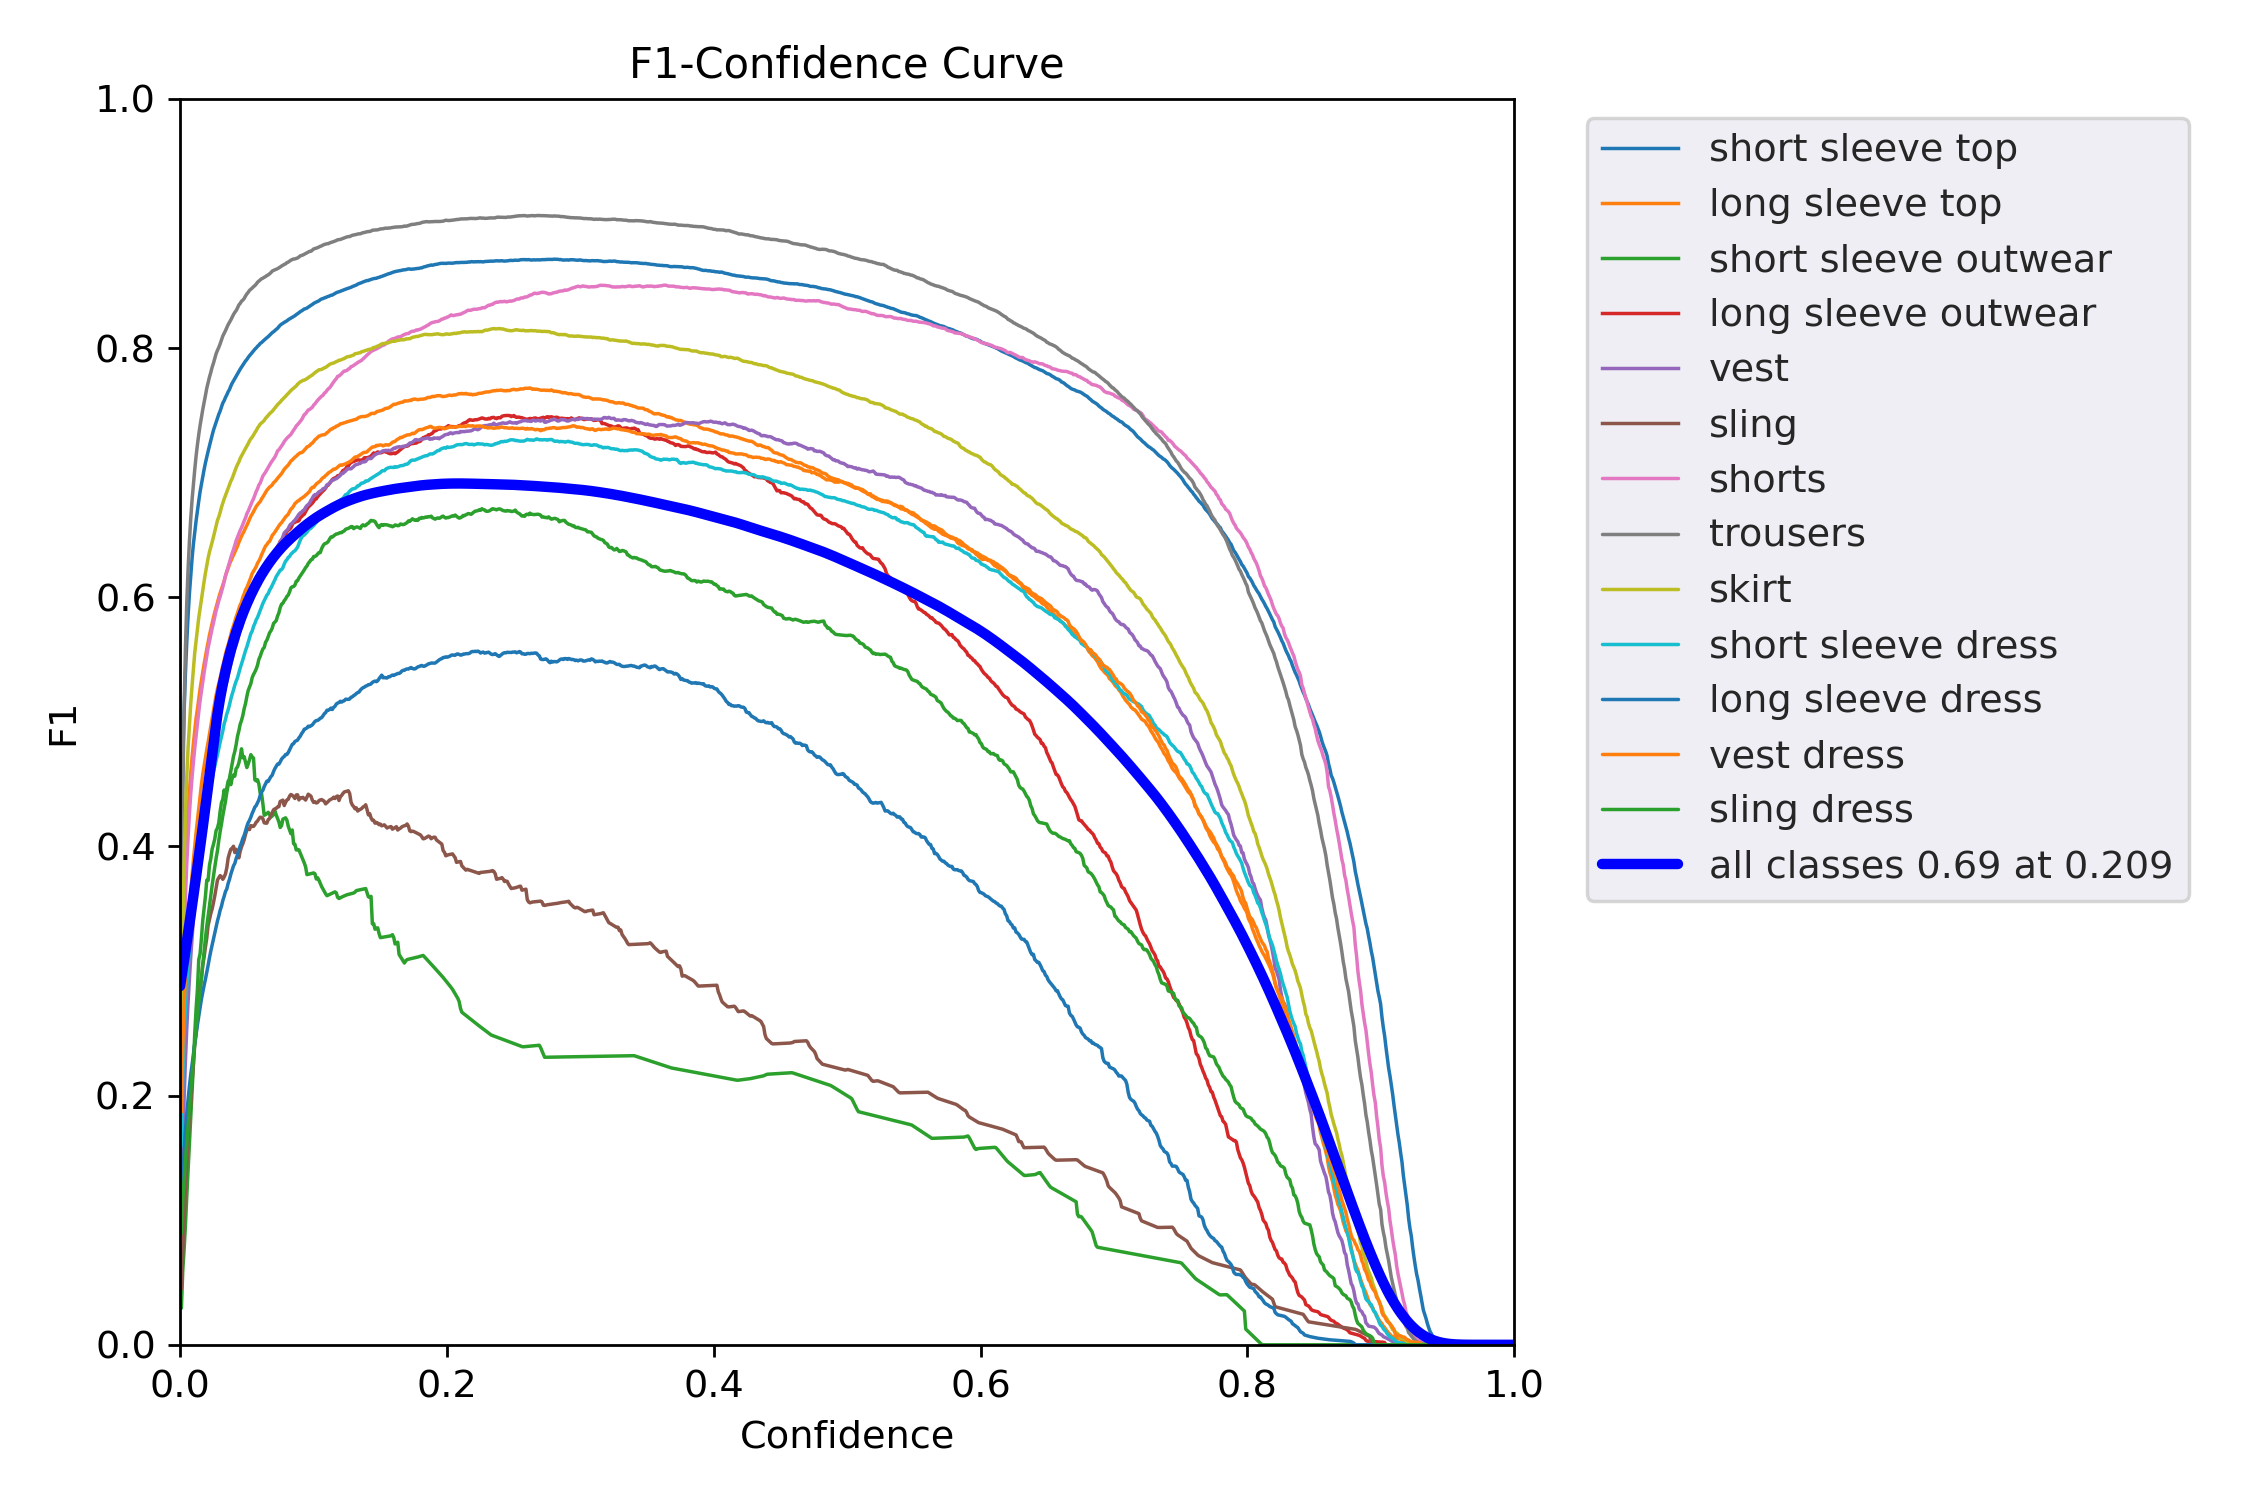 F1-Confidence Curve
1.0
0.8
0.6
0.4
0.2
0.0
F1
0.0 0.2 0.4 0.6 0.8 1.0
Confidence
short sleeve top
long sleeve top
short sleeve outwear
long sleeve outwear
vest
sling
shorts
trousers
skirt
short sleeve dress
long sleeve dress
vest dress
sling dress
all classes 0.69 at 0.209